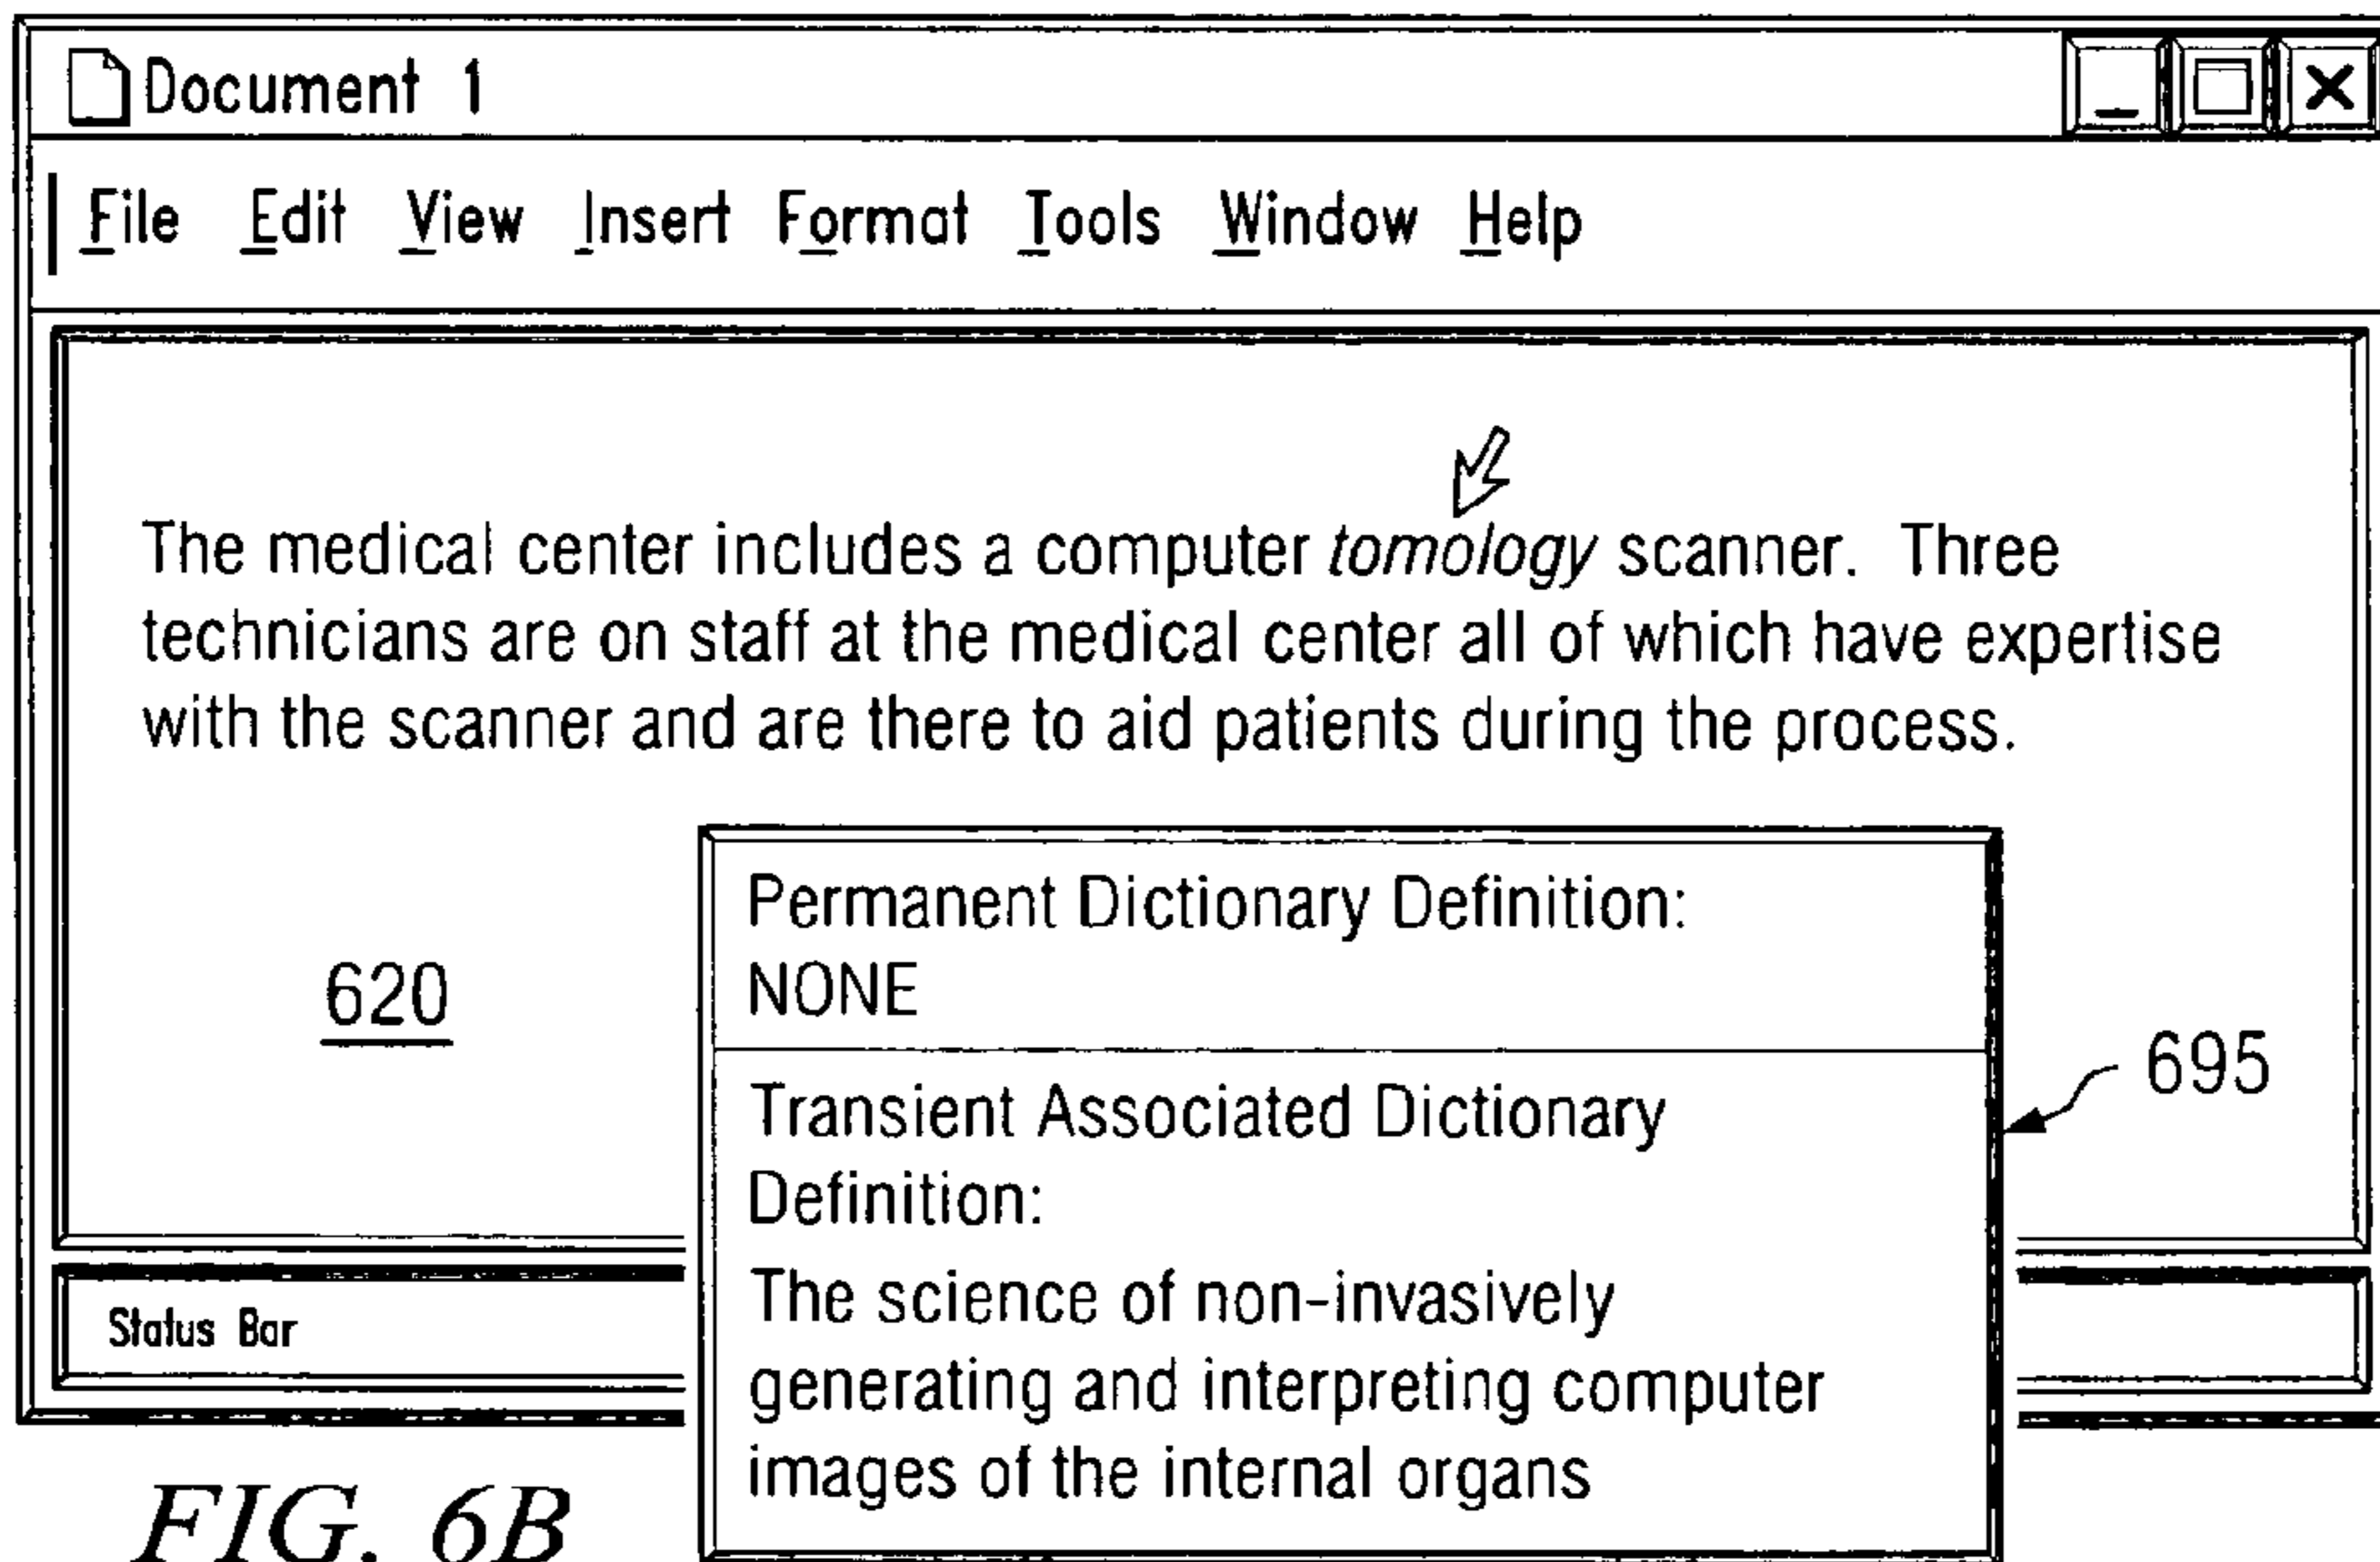 Document 1
File Edit View Insert Format Tools Window Help
The medical center includes a computer tomology scanner. Three
technicians are on staff at the medical center all of which have expertise
with the scanner and are there to aid patients during the process.
Permanent Dictionary Definition:
NONE
620
695
Transient Associated Dictionary
Definition:
The science of non-invasively
generating and interpreting computer
images of the internal organs
Status Bar
FIG. 6B